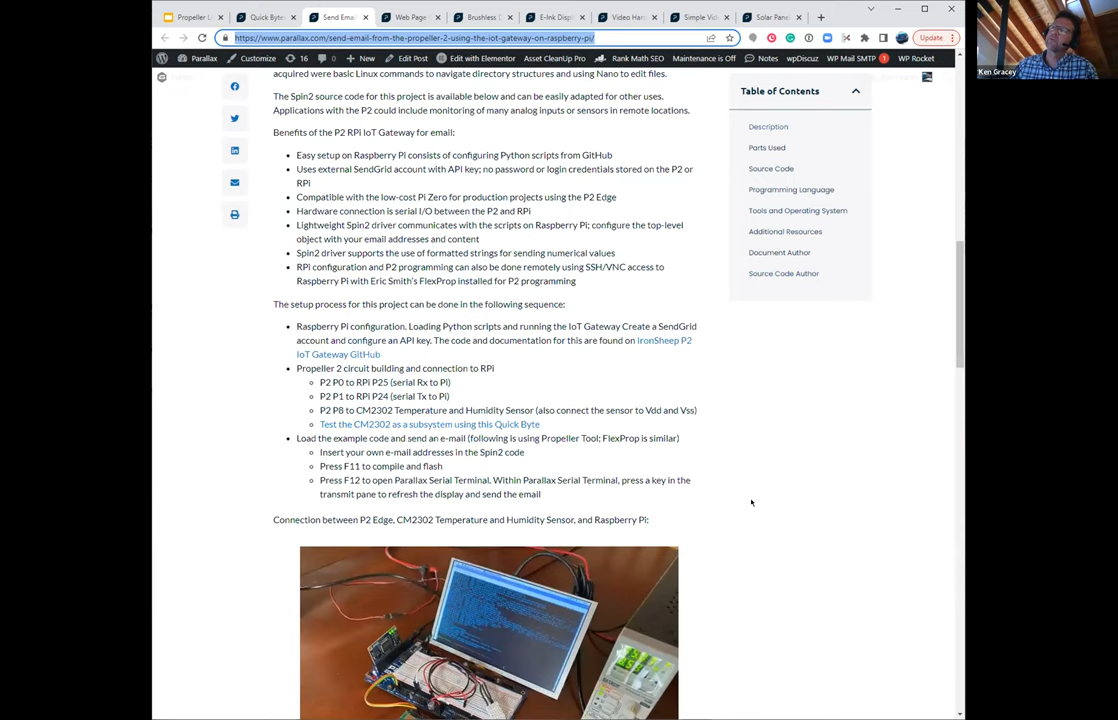 Propeller L
Quick Byte
Send Emai
Web Page
Brushless D
E-Ink Disp
Video Hard
Simple Vid
Solar Pane
https://www.parallax.com/send-email-from-the-propeller-2-using-the-iot-gateway-on-raspberry-pi/
Update
Parallax
Customize
16
1
New
Edit Post
Edit with Elementor
Asset CleanUp Pro
Rank Math SEO
Maintenance is Off
Notes
wpDiscuz
WP Mail SMTP 1
WP Rocket
Ken Gracey
acquired were basic Linux commands to navigate directory structures and using Nano to edit files.
The Spin2 source code for this project is available below and can be easily adapted for other uses.
Applications with the P2 could include monitoring of many analog inputs or sensors in remote locations.
Benefits of the P2 RPi IoT Gateway for email:
Easy setup on Raspberry Pi consists of configuring Python scripts from GitHub
Uses external SendGrid account with API key; no password or login credentials stored on the P2 or
RPi
Compatible with the low-cost Pi Zero for production projects using the P2 Edge
Hardware connection is serial I/O between the P2 and RPi
Lightweight Spin2 driver communicates with the scripts on Raspberry Pi; configure the top-level
object with your email addresses and content
Spin2 driver supports the use of formatted strings for sending numerical values
RPi configuration and P2 programming can also be done remotely using SSH/VNC access to
Raspberry Pi with Eric Smith's FlexProp installed for P2 programming
The setup process for this project can be done in the following sequence:
Raspberry Pi configuration. Loading Python scripts and running the IoT Gateway Create a SendGrid
account and configure an API key. The code and documentation for this are found on IronSheep P2
IoT Gateway GitHub
Propeller 2 circuit building and connection to RPi
P2 P0 to RPi P25 (serial Rx to Pi)
P2 P1 to RPi P24 (serial Tx to Pi)
P2 P8 to CM2302 Temperature and Humidity Sensor (also connect the sensor to Vdd and Vss)
Test the CM2302 as a subsystem using this Quick Byte
Load the example code and send an e-mail (following is using Propeller Tool; FlexProp is similar)
Insert your own e-mail addresses in the Spin2 code
Press F11 to compile and flash
Press F12 to open Parallax Serial Terminal. Within Parallax Serial Terminal, press a key in the
transmit pane to refresh the display and send the email
Connection between P2 Edge, CM2302 Temperature and Humidity Sensor, and Raspberry Pi:
Table of Contents
Description
Parts Used
Source Code
Programming Language
Tools and Operating System
Additional Resources
Document Author
Source Code Author